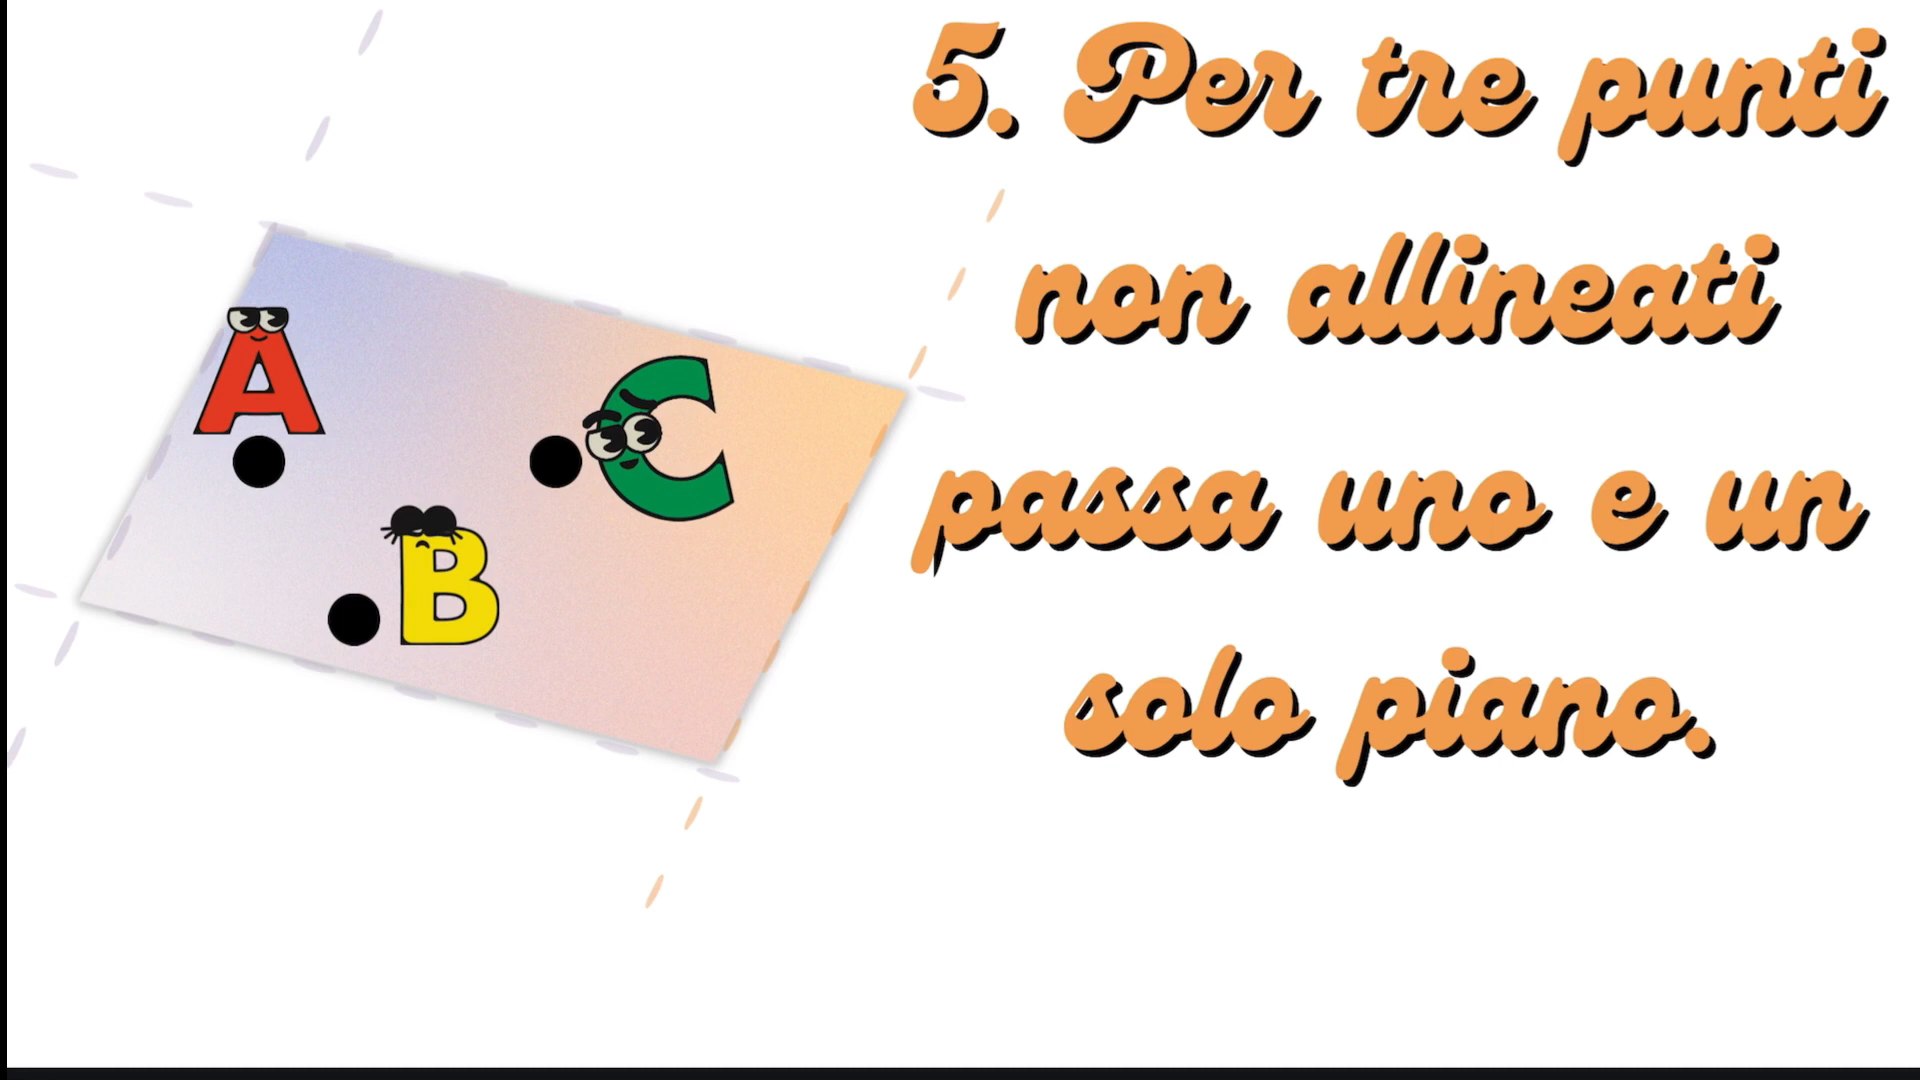 5. Per tre punti
non allineati
passa uno e un
solo piano.
A
C
B